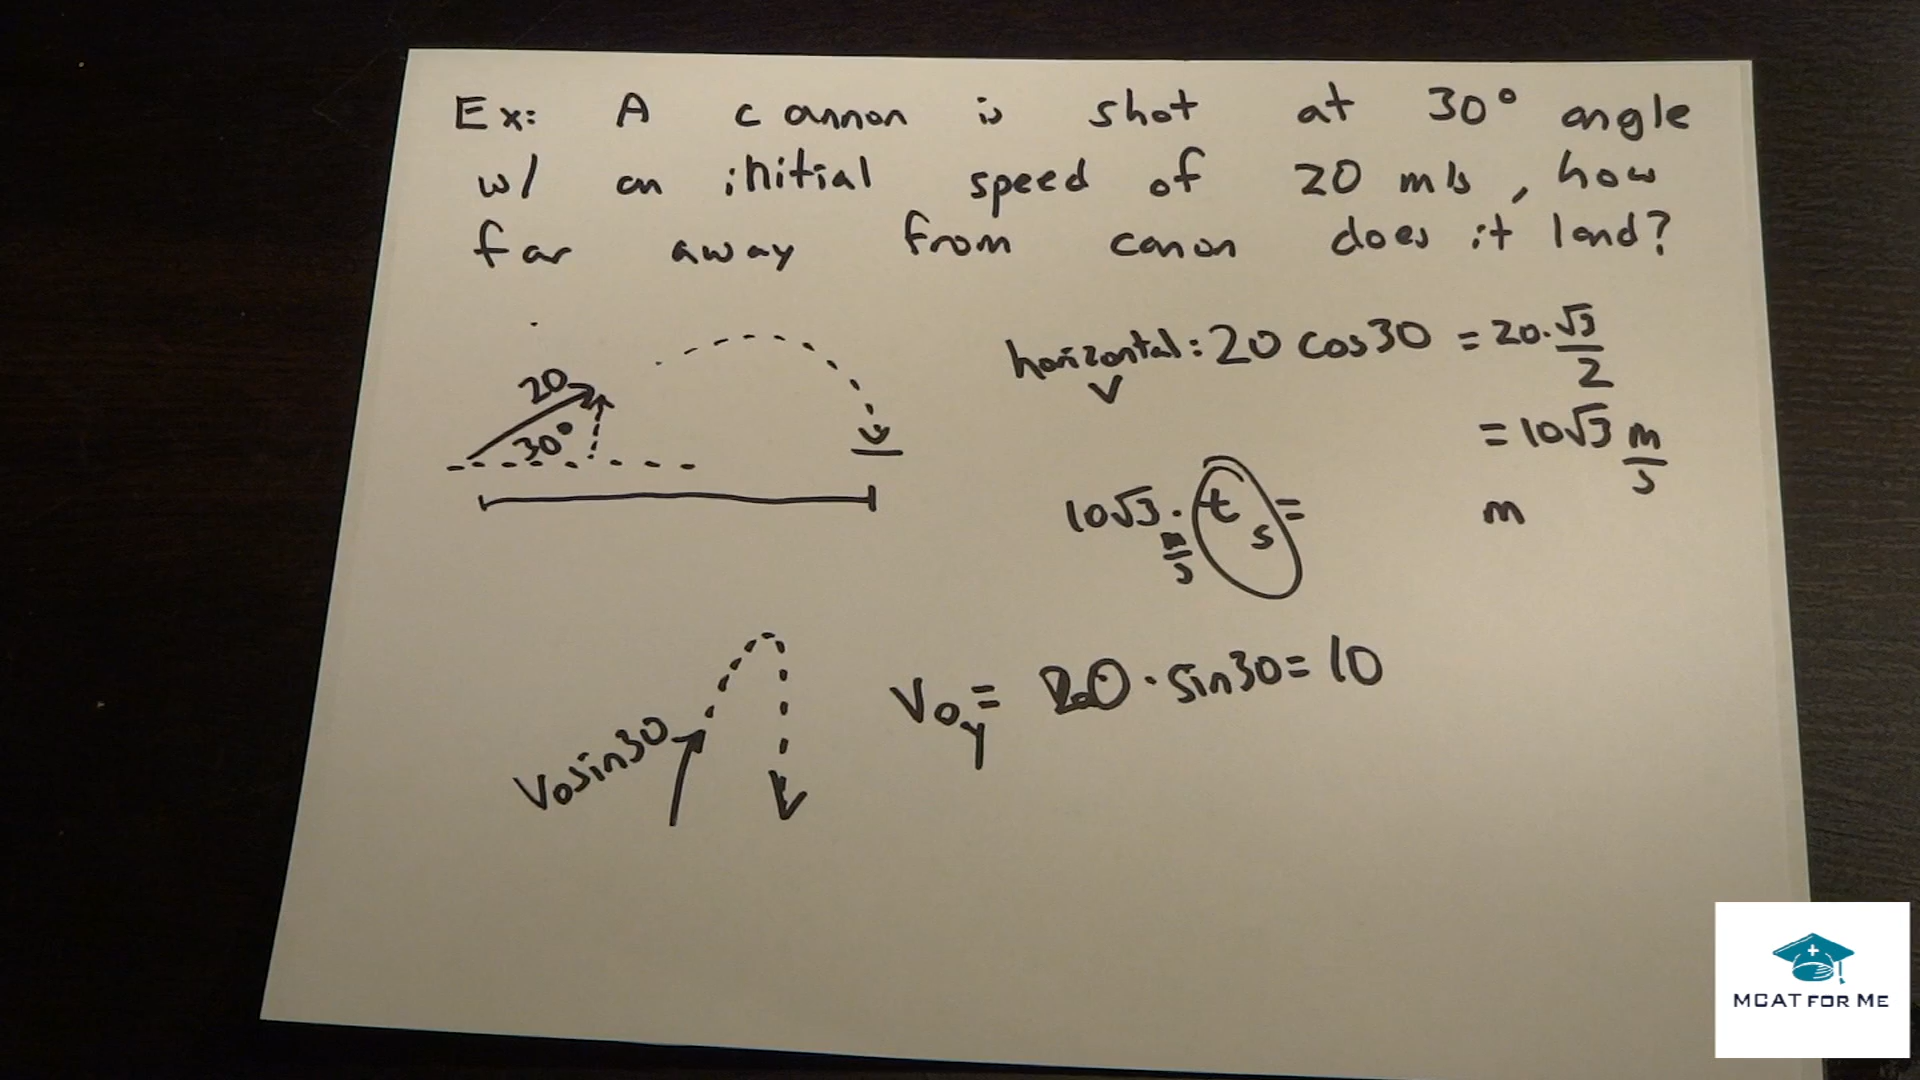 Ex: A cannon is shot at 30° angle
w/ an initial speed of 20 m/s, how
far away from canon does it land?
20
30°
horizontal: 20 cos30 = 20·√3/2
V
= 10√3 m/s
10√3 m/s · t s = m
V₀sin30
V₀y = 20·sin30 = 10
MCAT FOR ME